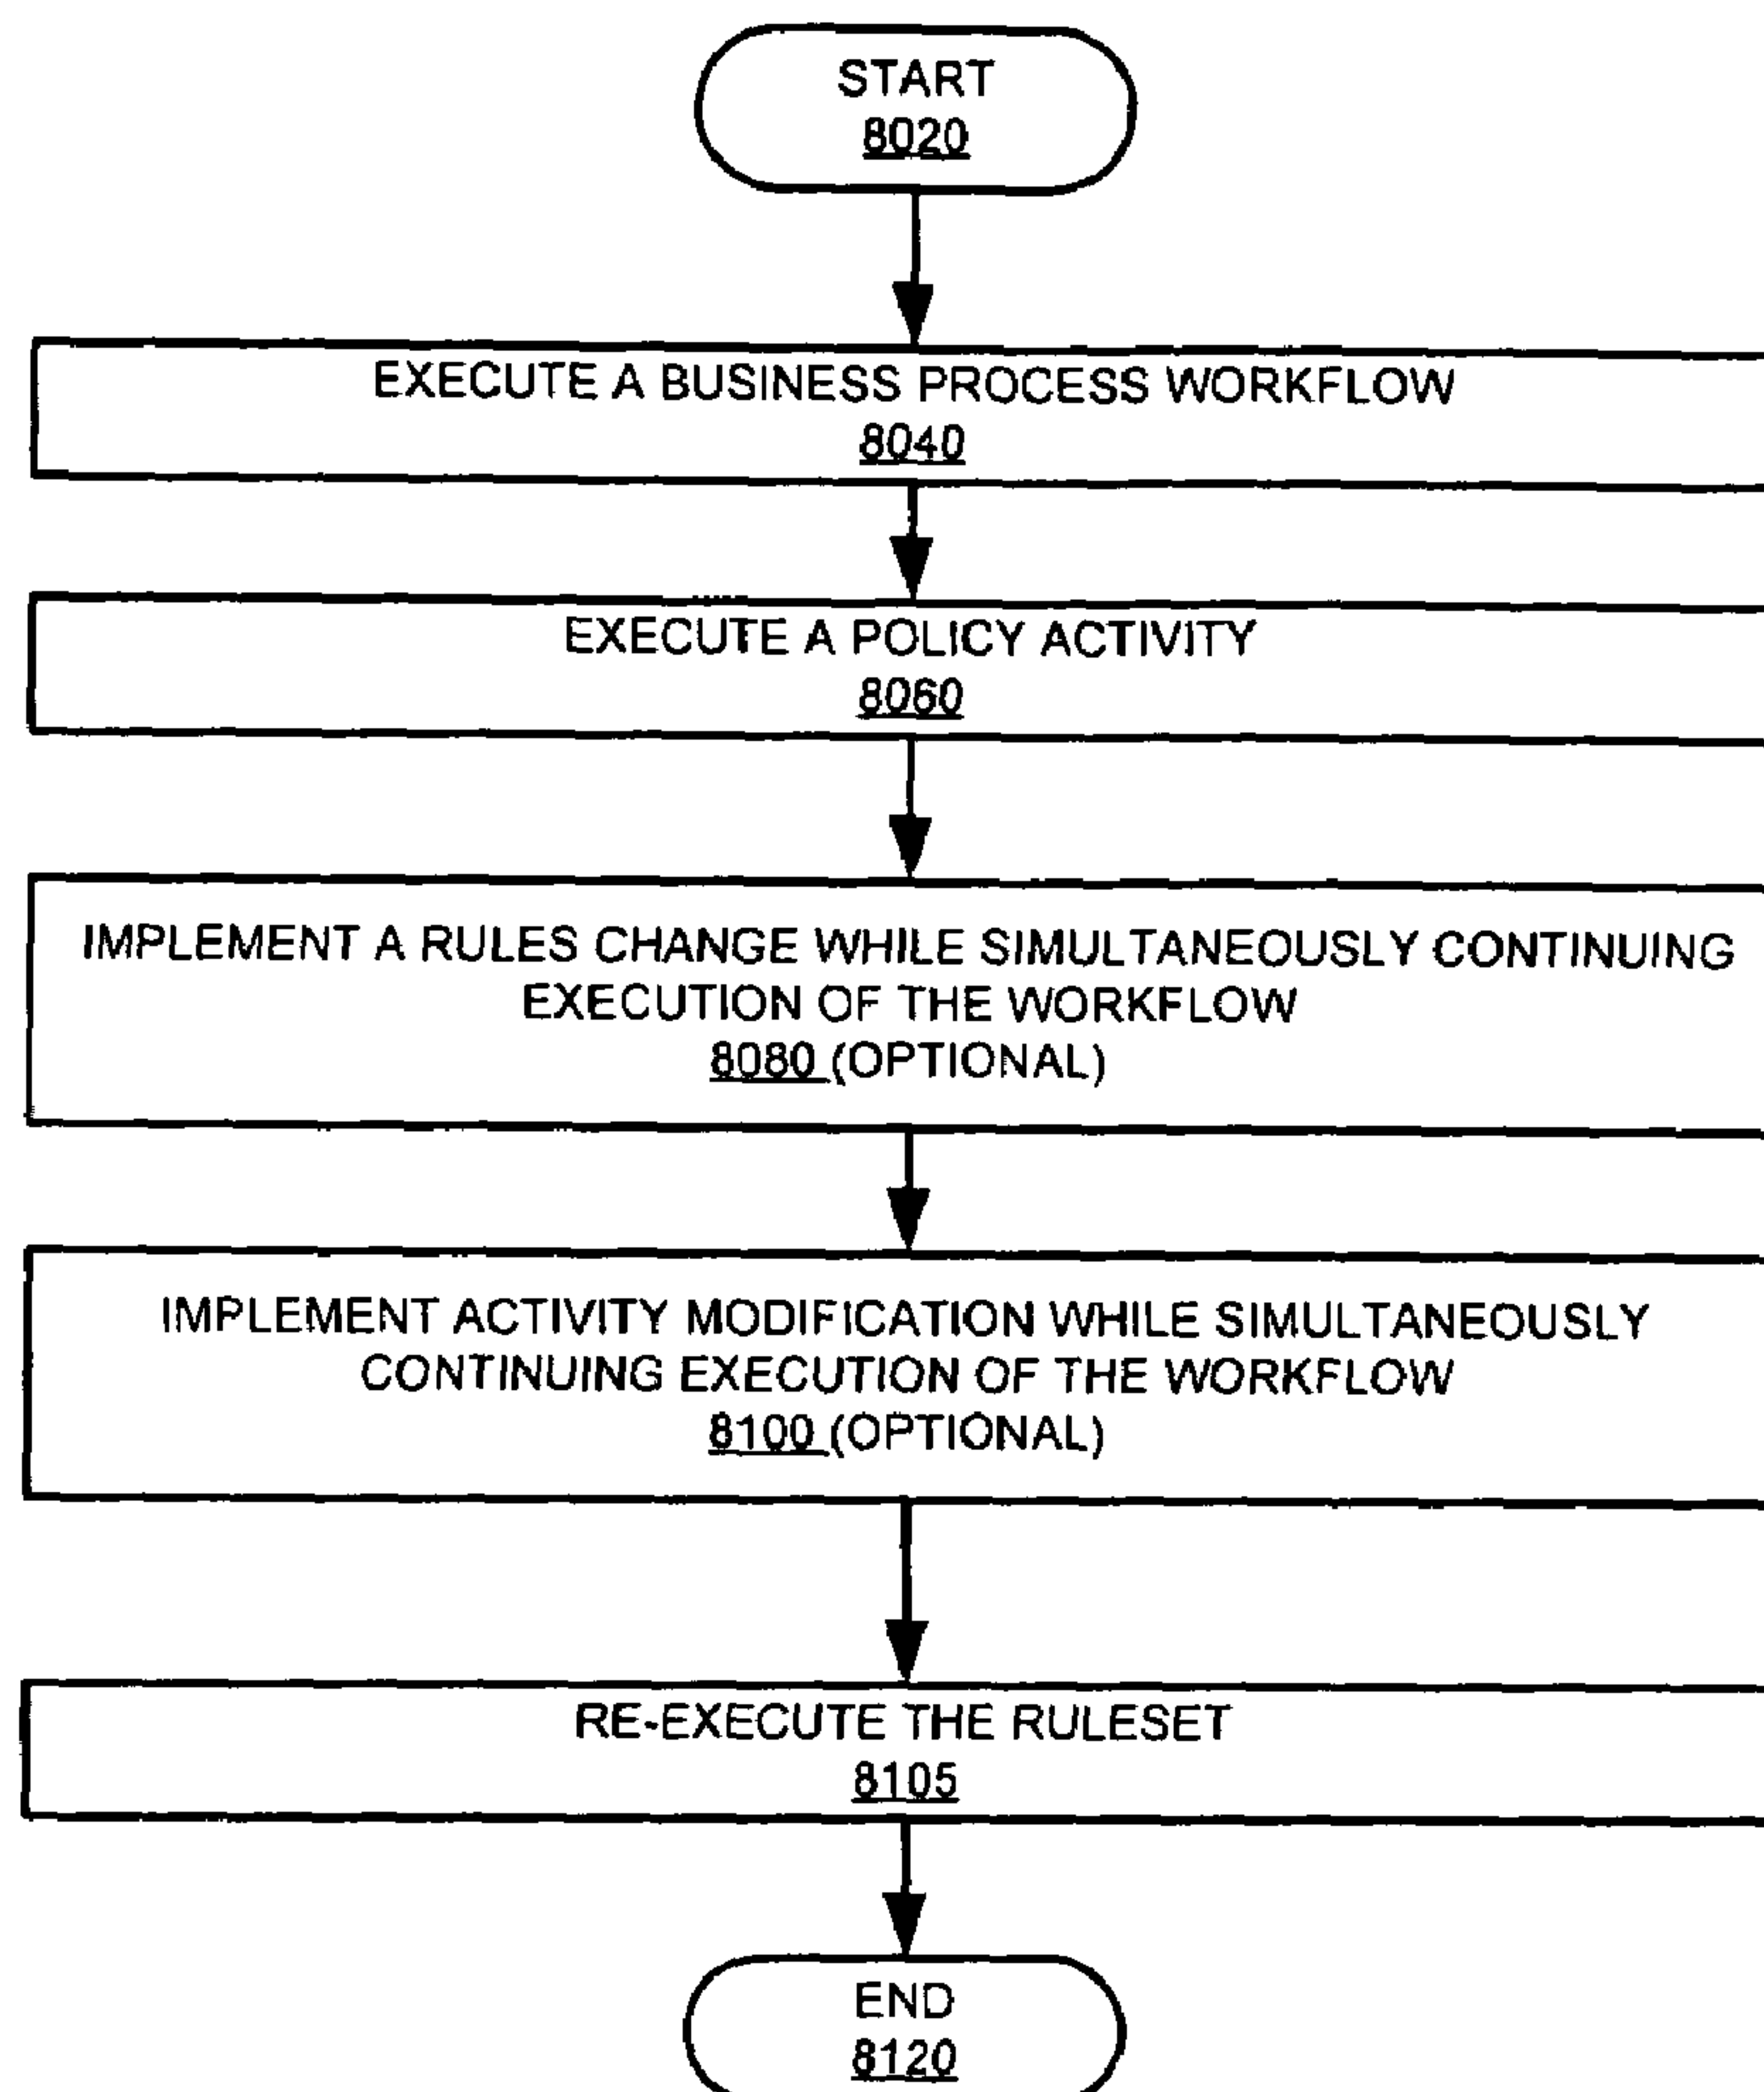 START
8020
EXECUTE A BUSINESS PROCESS WORKFLOW
8040
EXECUTE A POLICY ACTIVITY
8060
IMPLEMENT A RULES CHANGE WHILE SIMULTANEOUSLY CONTINUING
EXECUTION OF THE WORKFLOW
8080 (OPTIONAL)
IMPLEMENT ACTIVITY MODIFICATION WHILE SIMULTANEOUSLY
CONTINUING EXECUTION OF THE WORKFLOW
8100 (OPTIONAL)
RE-EXECUTE THE RULESET
8105
END
8120